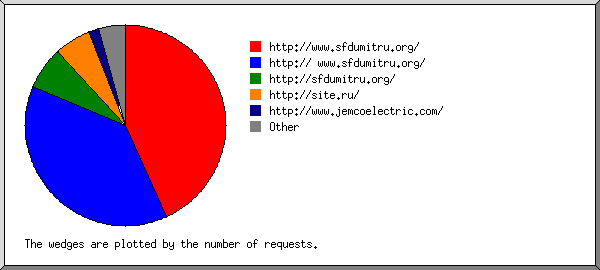 http://www.sfdumitru.org/
http:// www.sfdumitru.org/
http://sfdumitru.org/
http://site.ru/
http://www.jemcoelectric.com/
Other
The wedges are plotted by the number of requests.